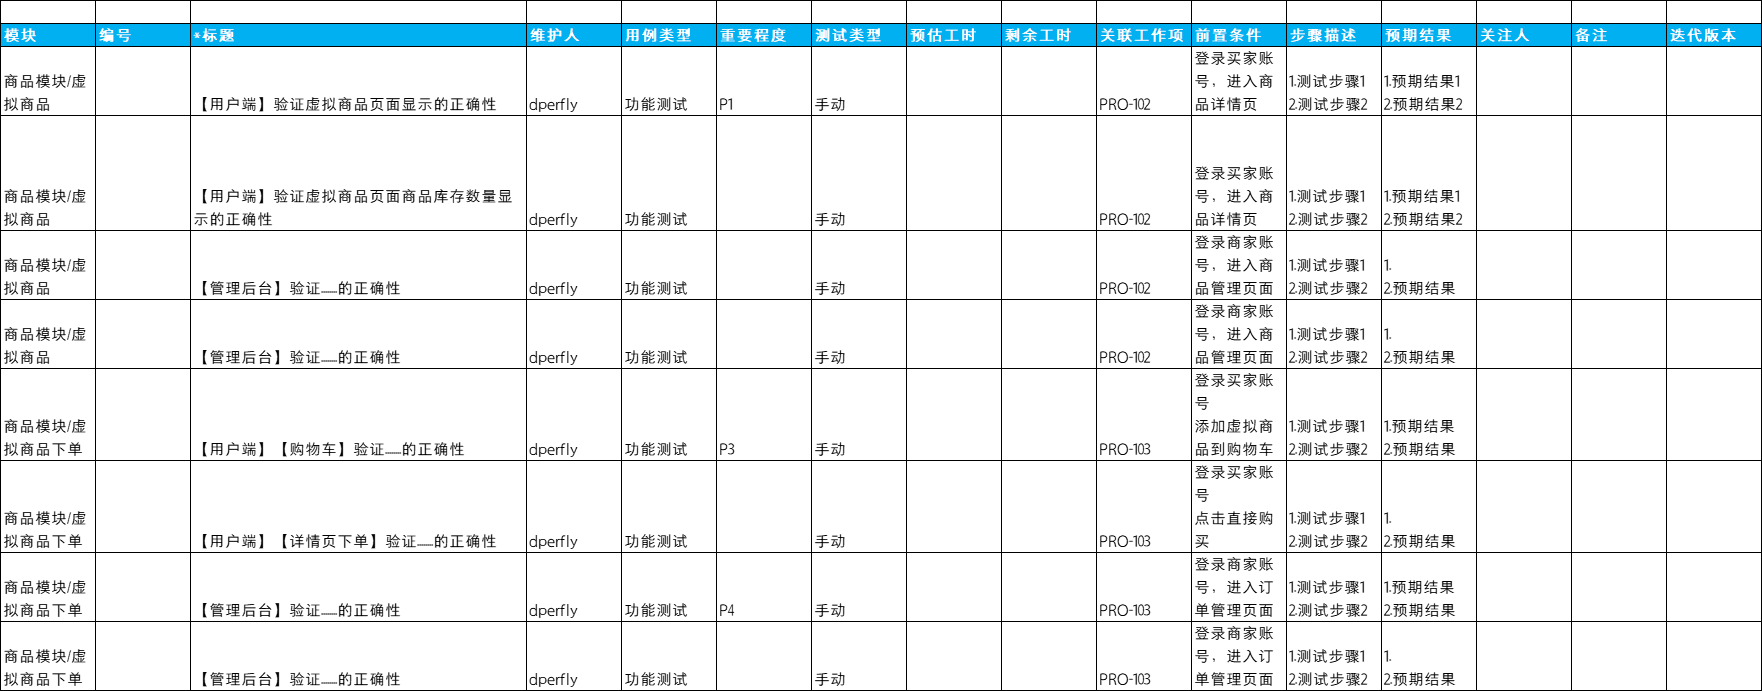 模块 编号 *标题 维护人 用例类型 重要程度 测试类型 预估工时 剩余工时 关联工作项 前置条件 步骤描述 预期结果 关注人 备注 迭代版本
登录买家账
商品模块/虚 号，进入商 1.测试步骤1 1.预期结果1
拟商品 【用户端】验证虚拟商品页面显示的正确性 dperfly 功能测试 P1 手动 PRO-102 品详情页 2.测试步骤2 2.预期结果2
登录买家账
商品模块/虚 【用户端】验证虚拟商品页面商品库存数量显 号，进入商 1.测试步骤1 1.预期结果1
拟商品 示的正确性 dperfly 功能测试 手动 PRO-102 品详情页 2.测试步骤2 2.预期结果2
登录商家账
商品模块/虚 号，进入商 1.测试步骤1 1.
拟商品 【管理后台】验证......的正确性 dperfly 功能测试 手动 PRO-102 品管理页面 2.测试步骤2 2.预期结果
登录商家账
商品模块/虚 号，进入商 1.测试步骤1 1.
拟商品 【管理后台】验证......的正确性 dperfly 功能测试 手动 PRO-102 品管理页面 2.测试步骤2 2.预期结果
登录买家账
号
商品模块/虚 添加虚拟商 1.测试步骤1 1.预期结果
拟商品下单 【用户端】【购物车】验证......的正确性 dperfly 功能测试 P3 手动 PRO-103 品到购物车 2.测试步骤2 2.预期结果
登录买家账
号
商品模块/虚 点击直接购 1.测试步骤1 1.
拟商品下单 【用户端】【详情页下单】验证......的正确性 dperfly 功能测试 手动 PRO-103 买 2.测试步骤2 2.预期结果
登录商家账
商品模块/虚 号，进入订 1.测试步骤1 1.预期结果
拟商品下单 【管理后台】验证......的正确性 dperfly 功能测试 P4 手动 PRO-103 单管理页面 2.测试步骤2 2.预期结果
登录商家账
商品模块/虚 号，进入订 1.测试步骤1 1.
拟商品下单 【管理后台】验证......的正确性 dperfly 功能测试 手动 PRO-103 单管理页面 2.测试步骤2 2.预期结果